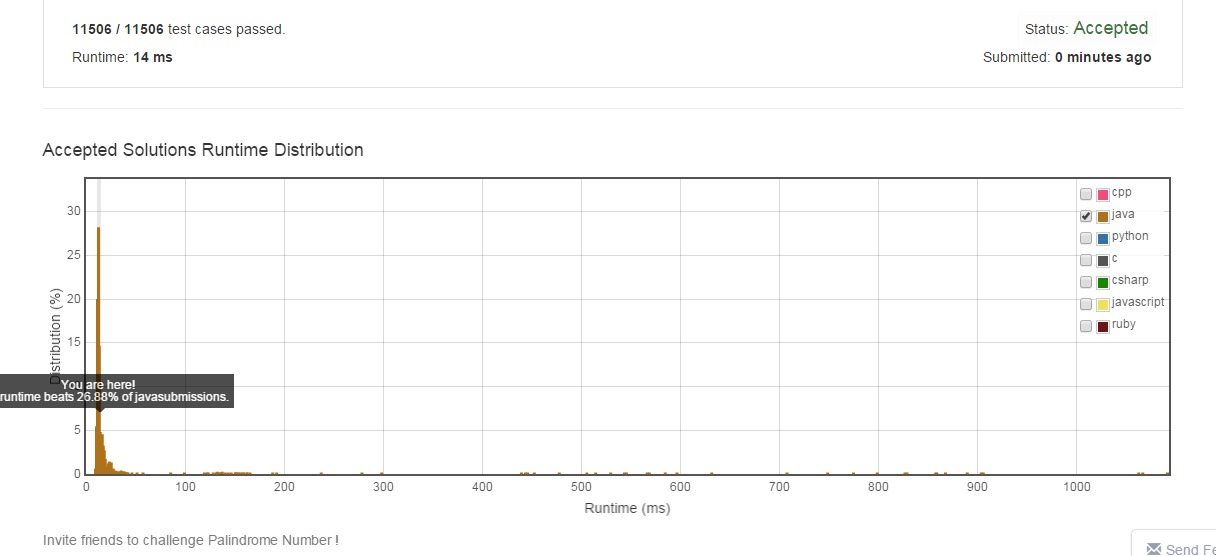 11506 / 11506 test cases passed.
Status: Accepted
Runtime: 14 ms
Submitted: 0 minutes ago
Accepted Solutions Runtime Distribution
cpp
java
python
c
csharp
javascript
ruby
30
25
20
15
5
0
Distribution (%)
You are here!
runtime beats 26.88% of javasubmissions.
0 100 200 300 400 500 600 700 800 900 1000
Runtime (ms)
Invite friends to challenge Palindrome Number !
Send Fe